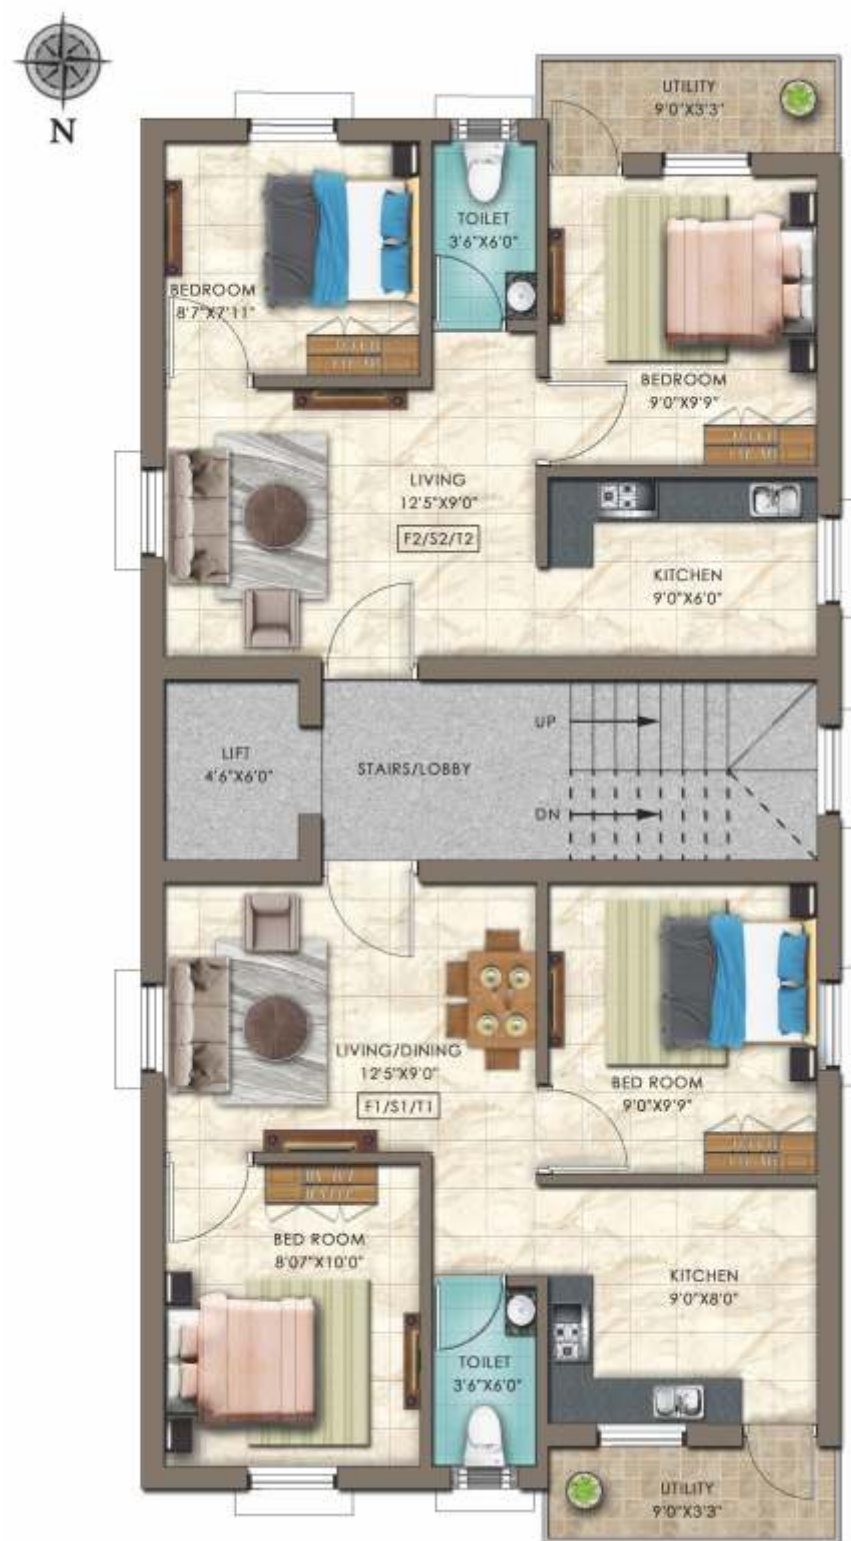 N
UTILITY
9'0"X3'3"
TOILET
3'6"X6'0"
BEDROOM
8'7"X7'11"
BEDROOM
9'0"X9'9"
LIVING
12'5"X9'0"
F2/S2/T2
KITCHEN
9'0"X6'0"
UP
LIFT
4'6"X6'0"
STAIRS/LOBBY
DN
LIVING/DINING
12'5"X9'0"
F1/S1/T1
BED ROOM
9'0"X9'9"
BED ROOM
8'07"X10'0"
KITCHEN
9'0"X8'0"
TOILET
3'6"X6'0"
UTILITY
9'0"X3'3"